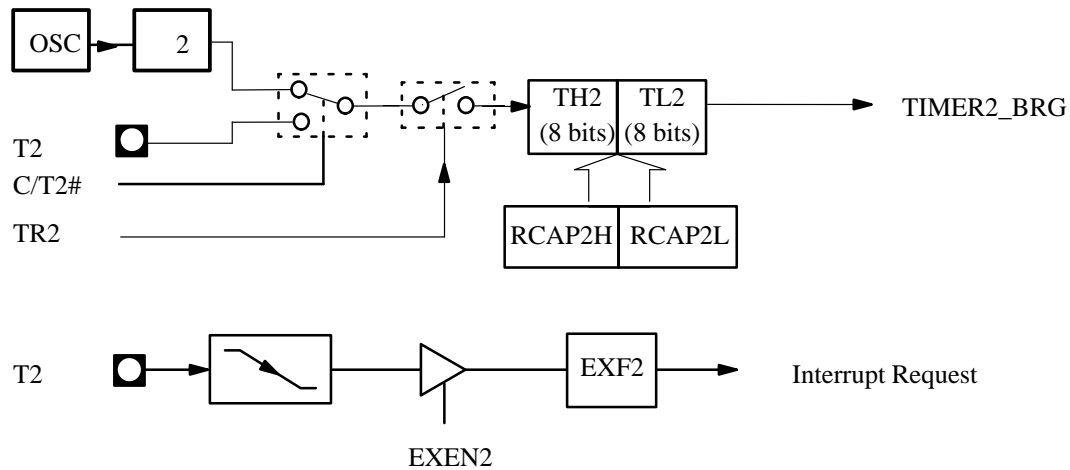 OSC 2
TH2 TL2 TIMER2_BRG
(8 bits) (8 bits)
T2
C/T2#
TR2
RCAP2H RCAP2L
T2 EXF2 Interrupt Request
EXEN2